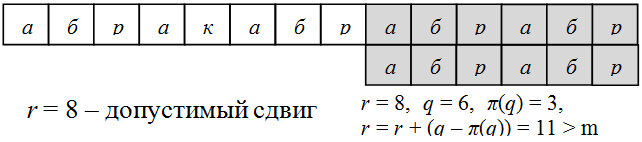 а б р а к а б р а б р а б р
а б р а б р
r = 8 – допустимый сдвиг
r = 8, q = 6, π(q) = 3,
r = r + (q – π(q)) = 11 > m